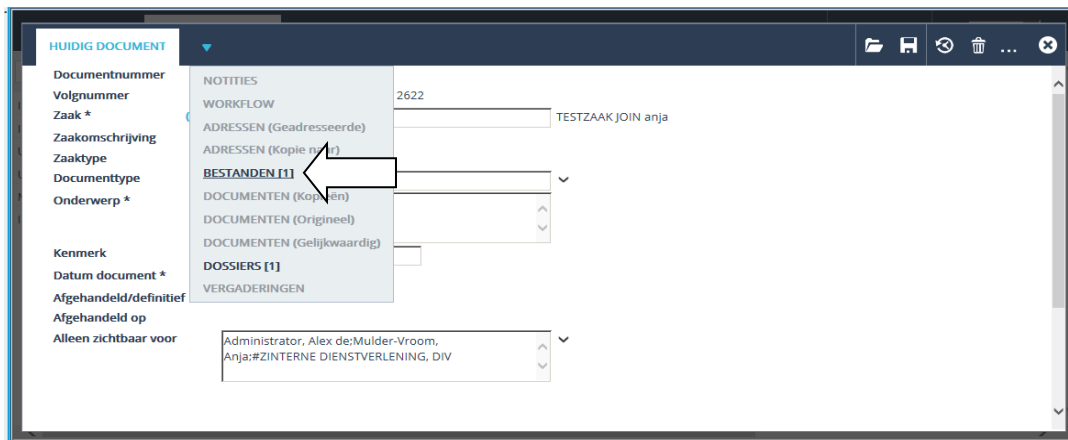 HUIDIG DOCUMENT
...
Documentnummer
Volgnummer
2622
Zaak *
TESTZAAK JOIN anja
Zaakomschrijving
Zaaktype
Documenttype
Onderwerp *
Kenmerk
Datum document *
Afgehandeld/definitief
Afgehandeld op
Alleen zichtbaar voor
Administrator, Alex de;Mulder-Vroom,
Anja;#ZINTERNE DIENSTVERLENING, DIV
NOTITIES
WORKFLOW
ADRESSEN (Geadresseerde)
ADRESSEN (Kopie naar)
BESTANDEN [1]
DOCUMENTEN (Kopieën)
DOCUMENTEN (Origineel)
DOCUMENTEN (Gelijkwaardig)
DOSSIERS [1]
VERGADERINGEN